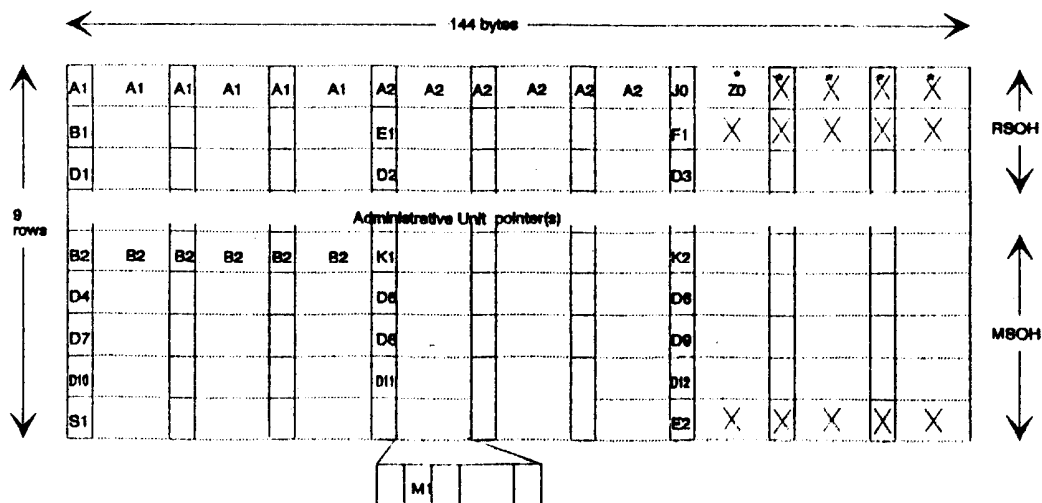 144 bytes
A1 A1 A1 A1 A1 A1 A2 A2 A2 A2 A2 A2 J0 Z0
B1 E1 F1
RSOH
D1 D2 D3
9
rows
Administrative Unit pointer(s)
B2 B2 B2 B2 B2 B2 K1 K2
D4 D6
MSOH
D7 D9
D10 D11 D12
S1 E2
M1